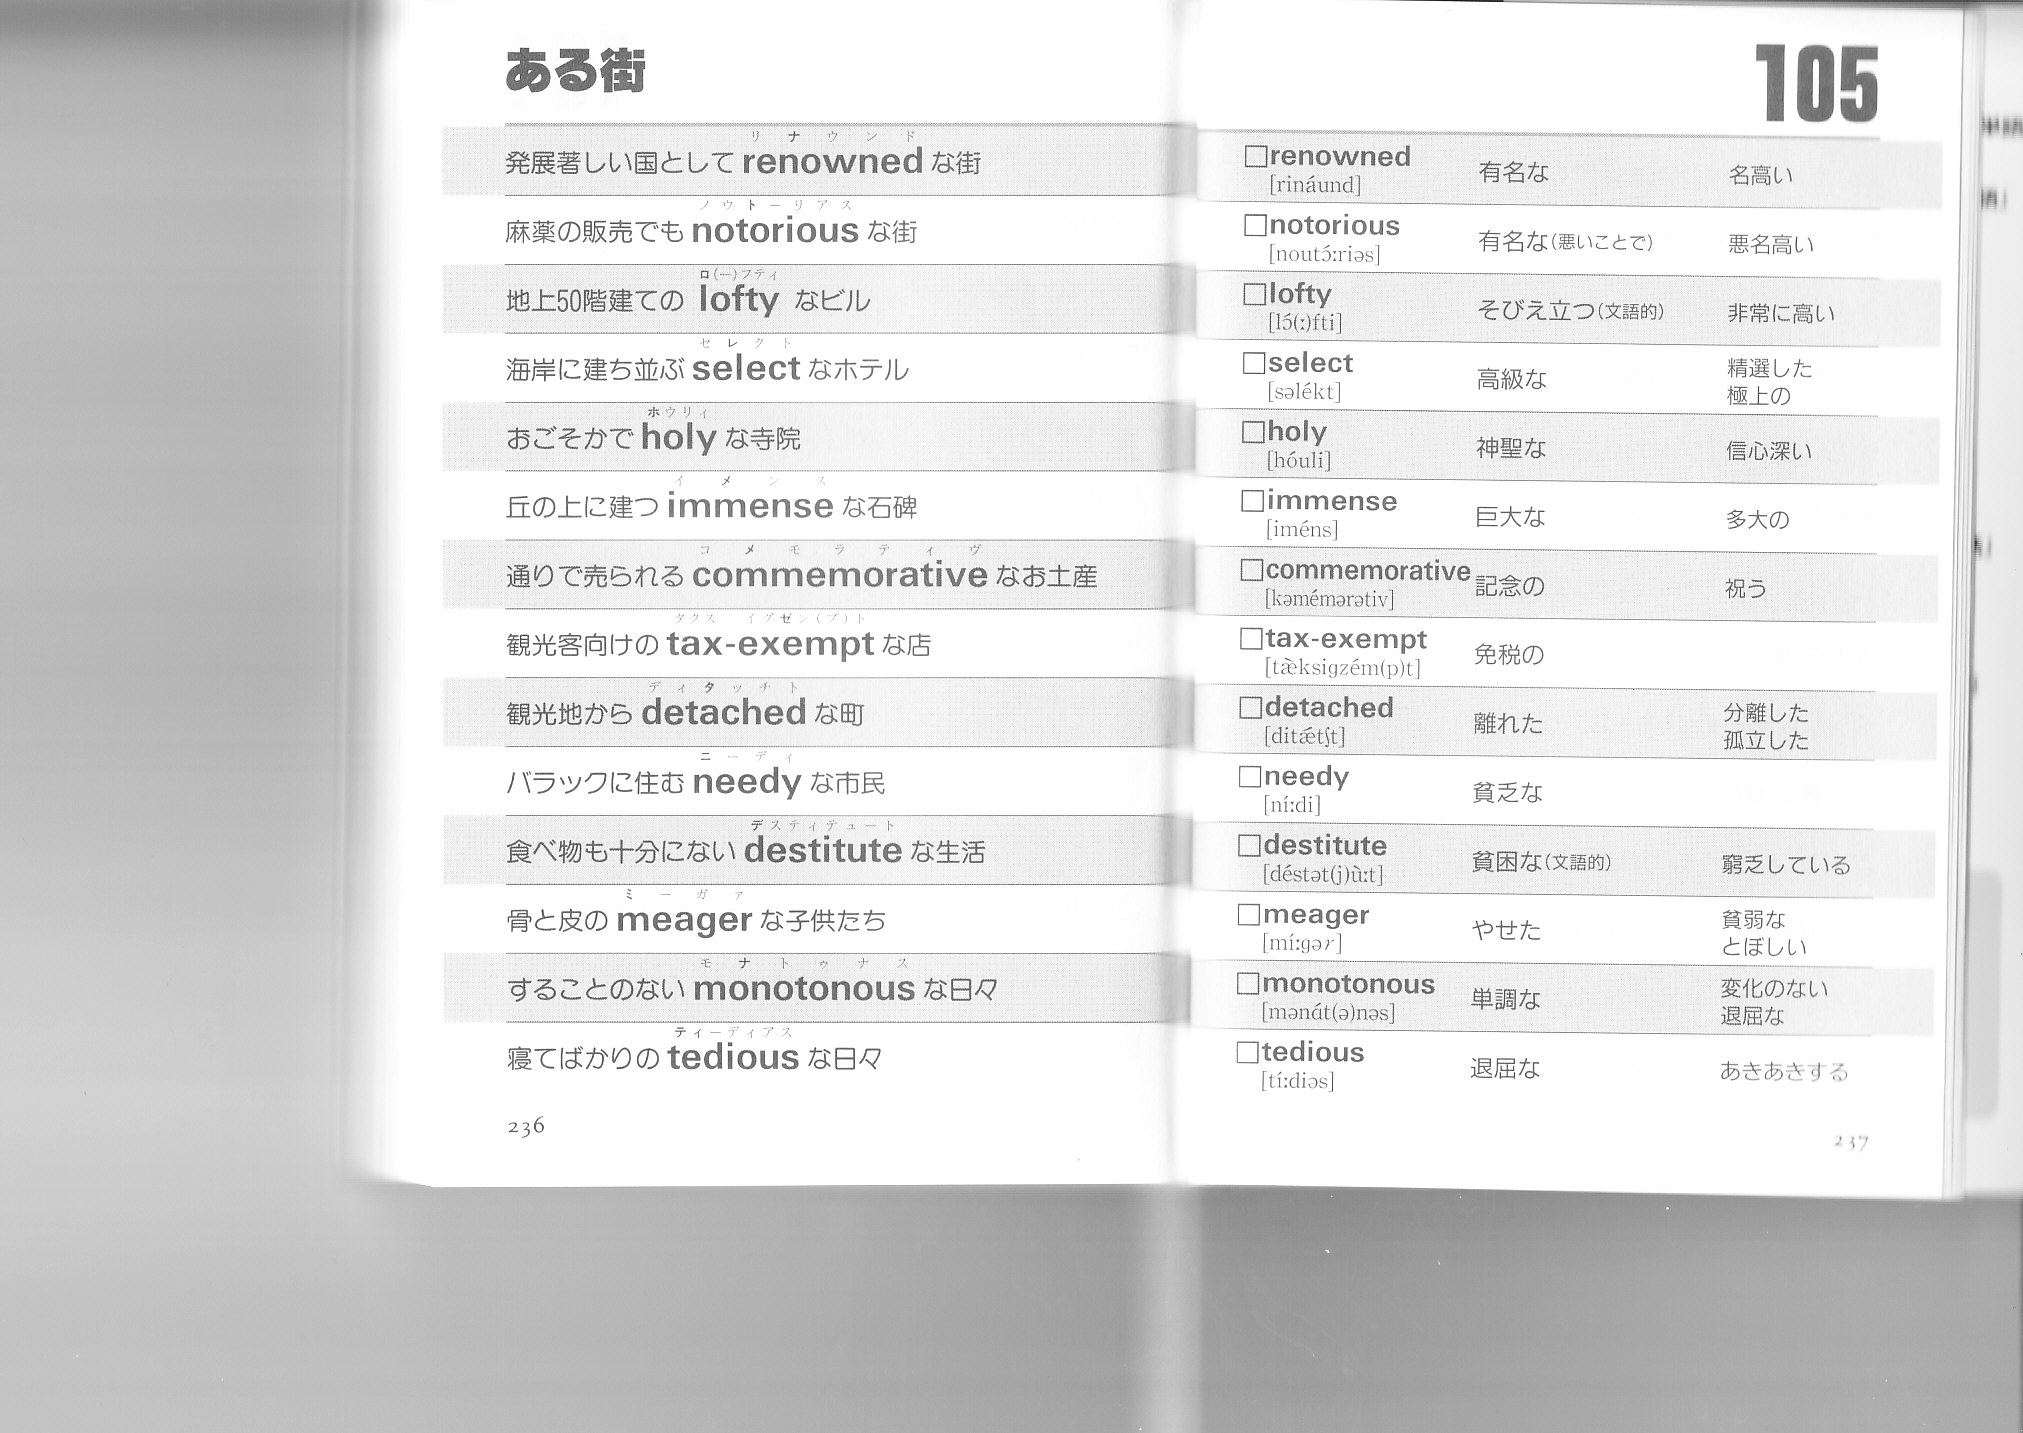 ある街
リナウンド
発展著しい国として renowned な街
ノウトーリアス
麻薬の販売でも notorious な街
ロ(ー)フティ
地上50階建ての lofty なビル
セレクト
海岸に建ち並ぶ select なホテル
ホウリィ
おごそかで holy な寺院
イメンス
丘の上に建つ immense な石碑
コメモラティヴ
通りで売られる commemorative なお土産
タクス イグゼン(プ)ト
観光客向けの tax-exempt な店
ディタッチト
観光地から detached な町
ニーディ
バラックに住む needy な市民
デスティテュート
食べ物も十分にない destitute な生活
ミーガァ
骨と皮の meager な子供たち
モナトゥナス
することのない monotonous な日々
ティーディアス
寝てばかりの tedious な日々
236
105
□renowned 有名な 名高い
[rináund]
□notorious 有名な(悪いことで) 悪名高い
[noutɔ́ːriəs]
□lofty そびえ立つ(文語的) 非常に高い
[lɔ́(ː)fti]
□select 高級な 精選した
[səlékt] 極上の
□holy 神聖な 信心深い
[hóuli]
□immense 巨大な 多大の
[iméns]
□commemorative 記念の 祝う
[kəmémərətiv]
□tax-exempt 免税の
[tæ̀ksigzém(p)t]
□detached 離れた 分離した
[ditǽtʃt] 孤立した
□needy 貧乏な
[níːdi]
□destitute 貧困な(文語的) 窮乏している
[déstət(j)ùːt]
□meager やせた 貧弱な
[míːgər] とぼしい
□monotonous 単調な 変化のない
[mənɑ́t(ə)nəs] 退屈な
□tedious 退屈な あきあきする
[tíːdiəs]
237